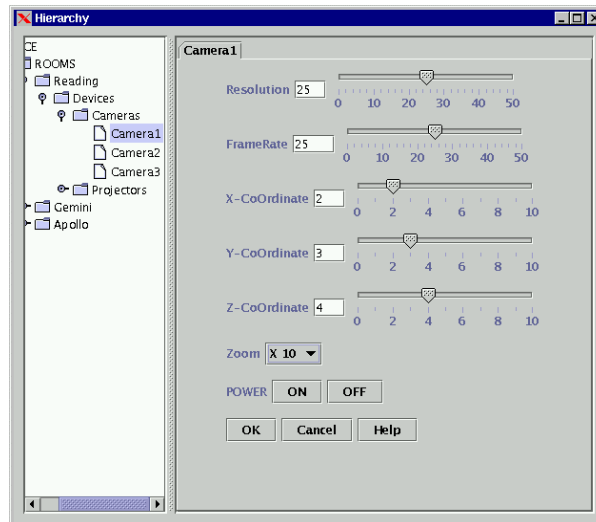 Hierarchy
CE
ROOMS
Reading
Devices
Cameras
Camera1
Camera2
Camera3
Projectors
Gemini
Apollo
Camera1
Resolution 25
0 10 20 30 40 50
FrameRate 25
0 10 20 30 40 50
X-CoOrdinate 2
0 2 4 6 8 10
Y-CoOrdinate 3
0 2 4 6 8 10
Z-CoOrdinate 4
0 2 4 6 8 10
Zoom X 10
POWER ON OFF
OK Cancel Help